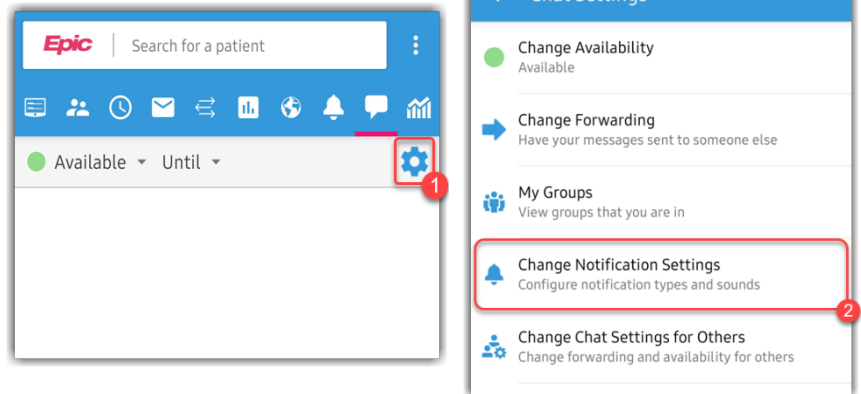 Epic
Search for a patient
Available
Until
1
Chat Settings
Change Availability
Available
Change Forwarding
Have your messages sent to someone else
My Groups
View groups that you are in
Change Notification Settings
Configure notification types and sounds
2
Change Chat Settings for Others
Change forwarding and availability for others